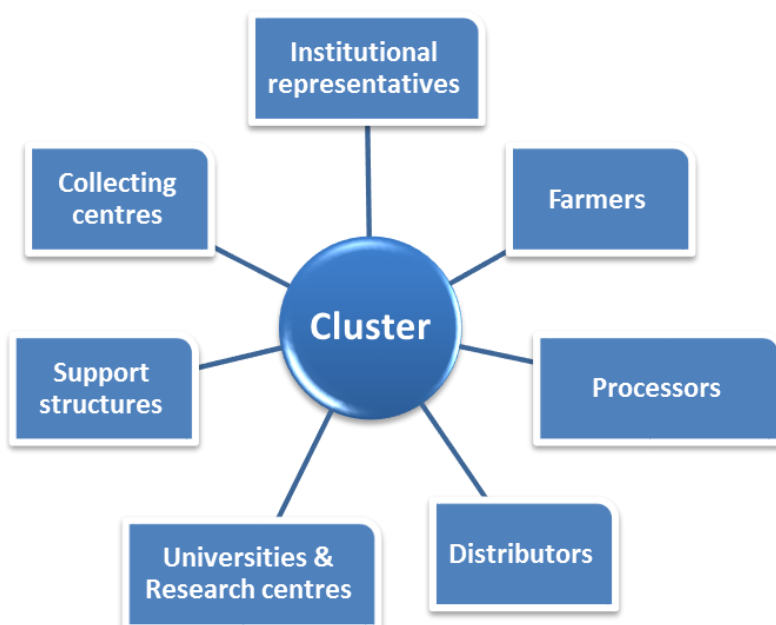 Institutional
representatives
Collecting
centres
Farmers
Cluster
Support
structures
Processors
Universities &
Research centres
Distributors